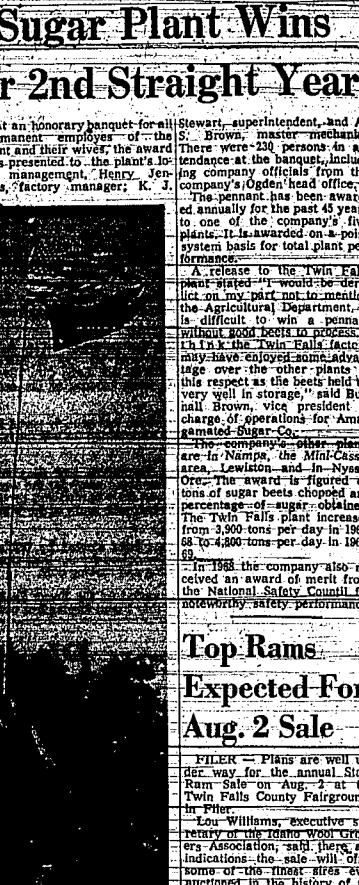 Sugar Plant Wins
r 2nd Straight Year
at an honorary banquet for all
manent employes of the
nt and their wives, the award
s presented to the plant's lo-
management, Henry Jen-
s, factory manager; K. J.
Stewart, superintendent, and A
S. Brown, master mechani
There were 230 persons in a
tendance at the banquet, includ
ing company officials from th
company's Ogden head office,
The pennant has been award
ed annually for the past 45 year
to one of the company's fiv
plants. It is awarded on a poi
system basis for total plant pe
formance.
A release to the Twin Fal
plant stated "I would be der
lict on my part not to menti
the Agricultural Department,
is difficult to win a penna
without good beets to process.
think the Twin Falls facto
may have enjoyed some adva
tage over the other plants
this respect as the beets held
very well in storage," said Bu
nall Brown, vice president
charge of operations for Ama
gamated Sugar Co.
The company's other plan
are in Nampa, the Mini-Cass
area, Lewiston and in Nyss
Ore. The award is figured o
tons of sugar beets chopped an
percentage of sugar obtaine
The Twin Falls plant increase
from 3,900 tons per day in 196
68 to 4,800 tons per day in 196
69.
In 1968 the company also r
ceived an award of merit fro
the National Safety Council f
noteworthy safety performanc
Top Rams
Expected For
Aug. 2 Sale
FILER — Plans are well u
der way for the annual Sta
Ram Sale on Aug. 2 at t
Twin Falls County Fairgroun
in Filer.
Lou Williams, executive s
retary of the Idaho Wool Gro
ers Association, said there a
indications the sale will of
some of the finest sires ev
auctioned in the history of